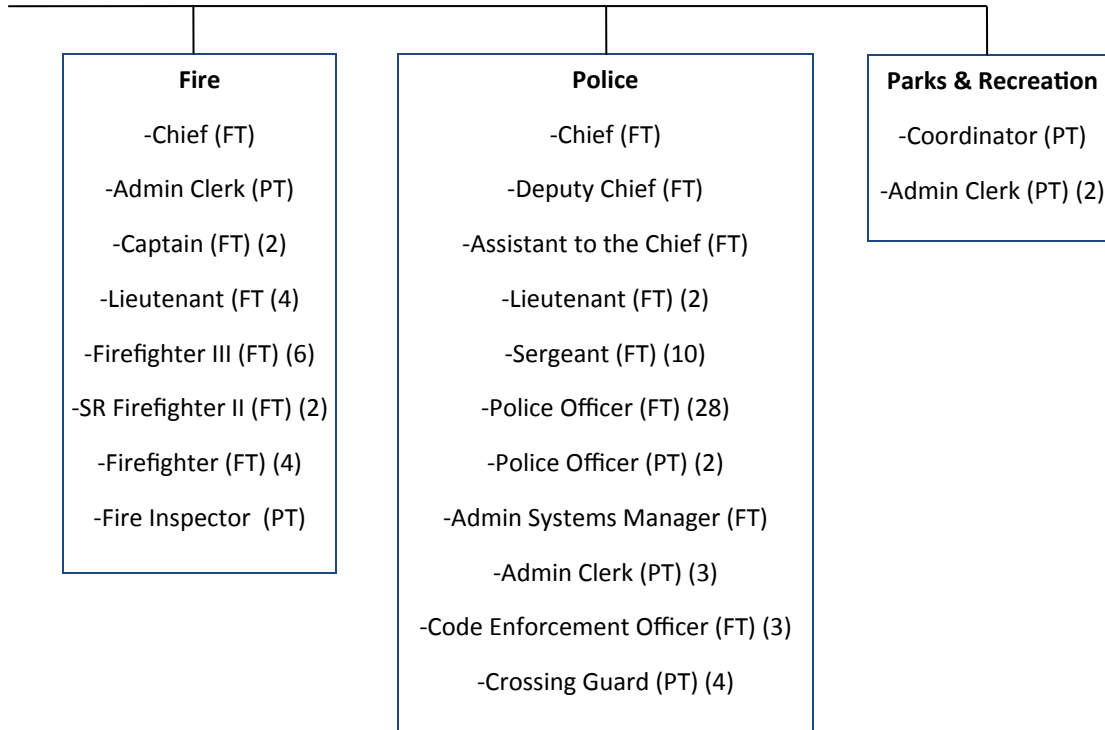 Fire
-Chief (FT)
-Admin Clerk (PT)
-Captain (FT) (2)
-Lieutenant (FT (4)
-Firefighter III (FT) (6)
-SR Firefighter II (FT) (2)
-Firefighter (FT) (4)
-Fire Inspector  (PT)
Police
-Chief (FT)
-Deputy Chief (FT)
-Assistant to the Chief (FT)
-Lieutenant (FT) (2)
-Sergeant (FT) (10)
-Police Officer (FT) (28)
-Police Officer (PT) (2)
-Admin Systems Manager (FT)
-Admin Clerk (PT) (3)
-Code Enforcement Officer (FT) (3)
-Crossing Guard (PT) (4)
Parks & Recreation
-Coordinator (PT)
-Admin Clerk (PT) (2)